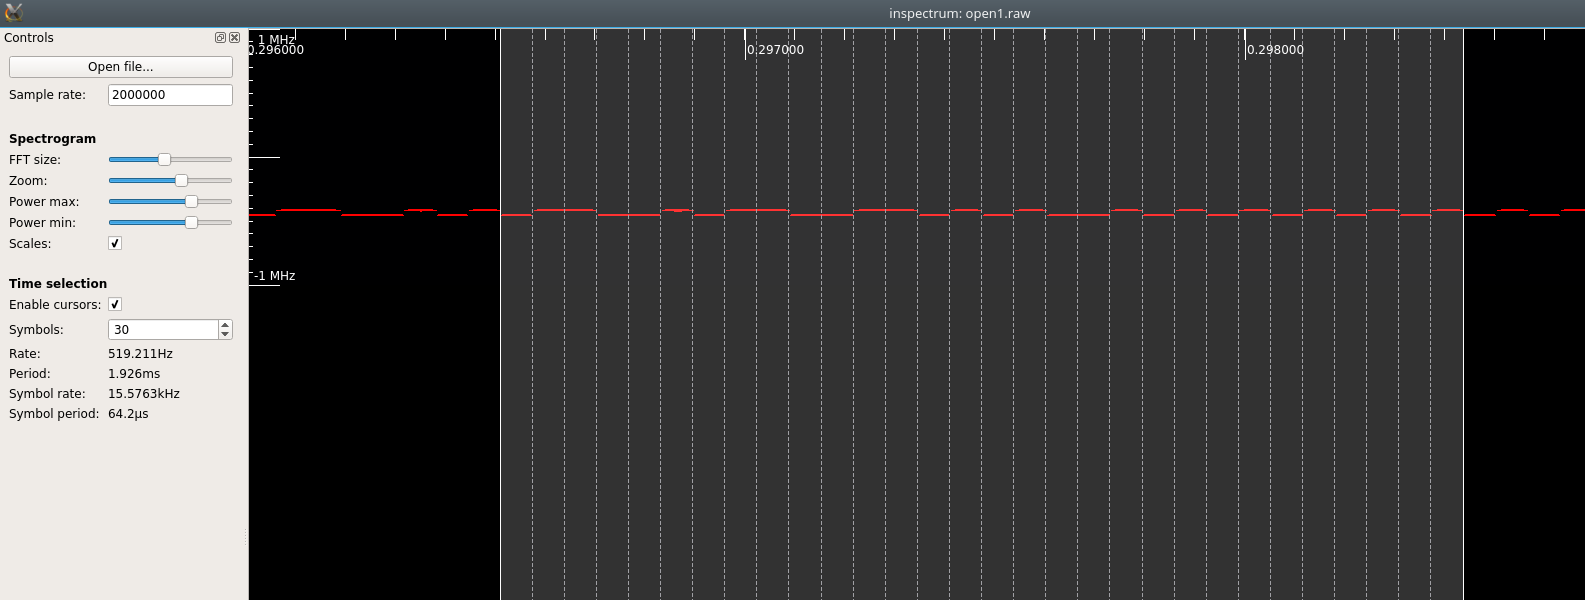 inspectrum: open1.raw
Controls
Open file...
Sample rate: 2000000
Spectrogram
FFT size:
Zoom:
Power max:
Power min:
Scales:
Time selection
Enable cursors:
Symbols: 30
Rate: 519.211Hz
Period: 1.926ms
Symbol rate: 15.5763kHz
Symbol period: 64.2µs
1 MHz
0.296000 0.297000 0.298000
-1 MHz